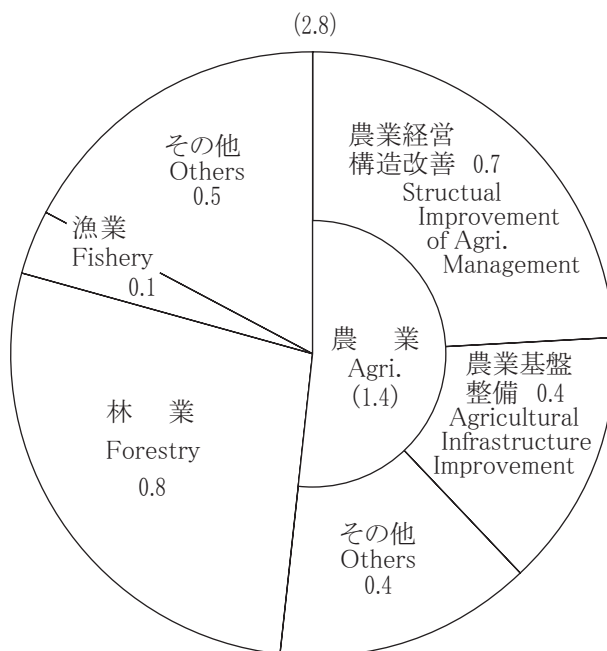 (2.8)
農業経営
構造改善 0.7
Structual
Improvement
of Agri.
Management
農業基盤
整備 0.4
Agricultural
Infrastructure
Improvement
その他
Others
0.4
農 業
Agri.
(1.4)
林 業
Forestry
0.8
漁業
Fishery
0.1
その他
Others
0.5